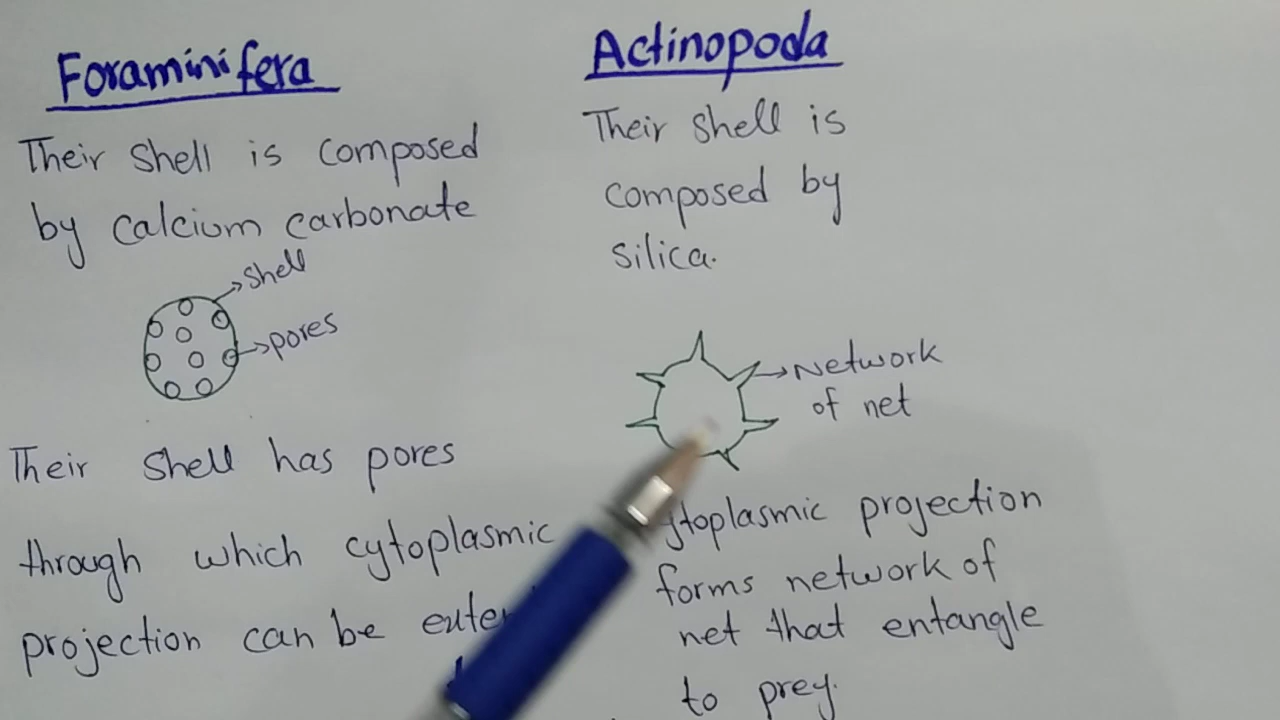 Foraminifera
Their shell is composed
by calcium carbonate
shell
pores
Their shell has pores
through which cytoplasmic
projection can be
Actinopoda
Their shell is
composed by
silica.
Network
of net
projection
forms network of
net that entangle
to prey.